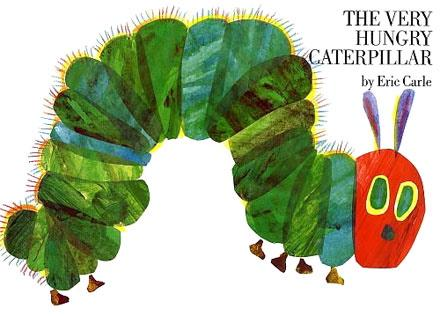 THE VERY
HUNGRY
CATERPILLAR
by Eric Carle